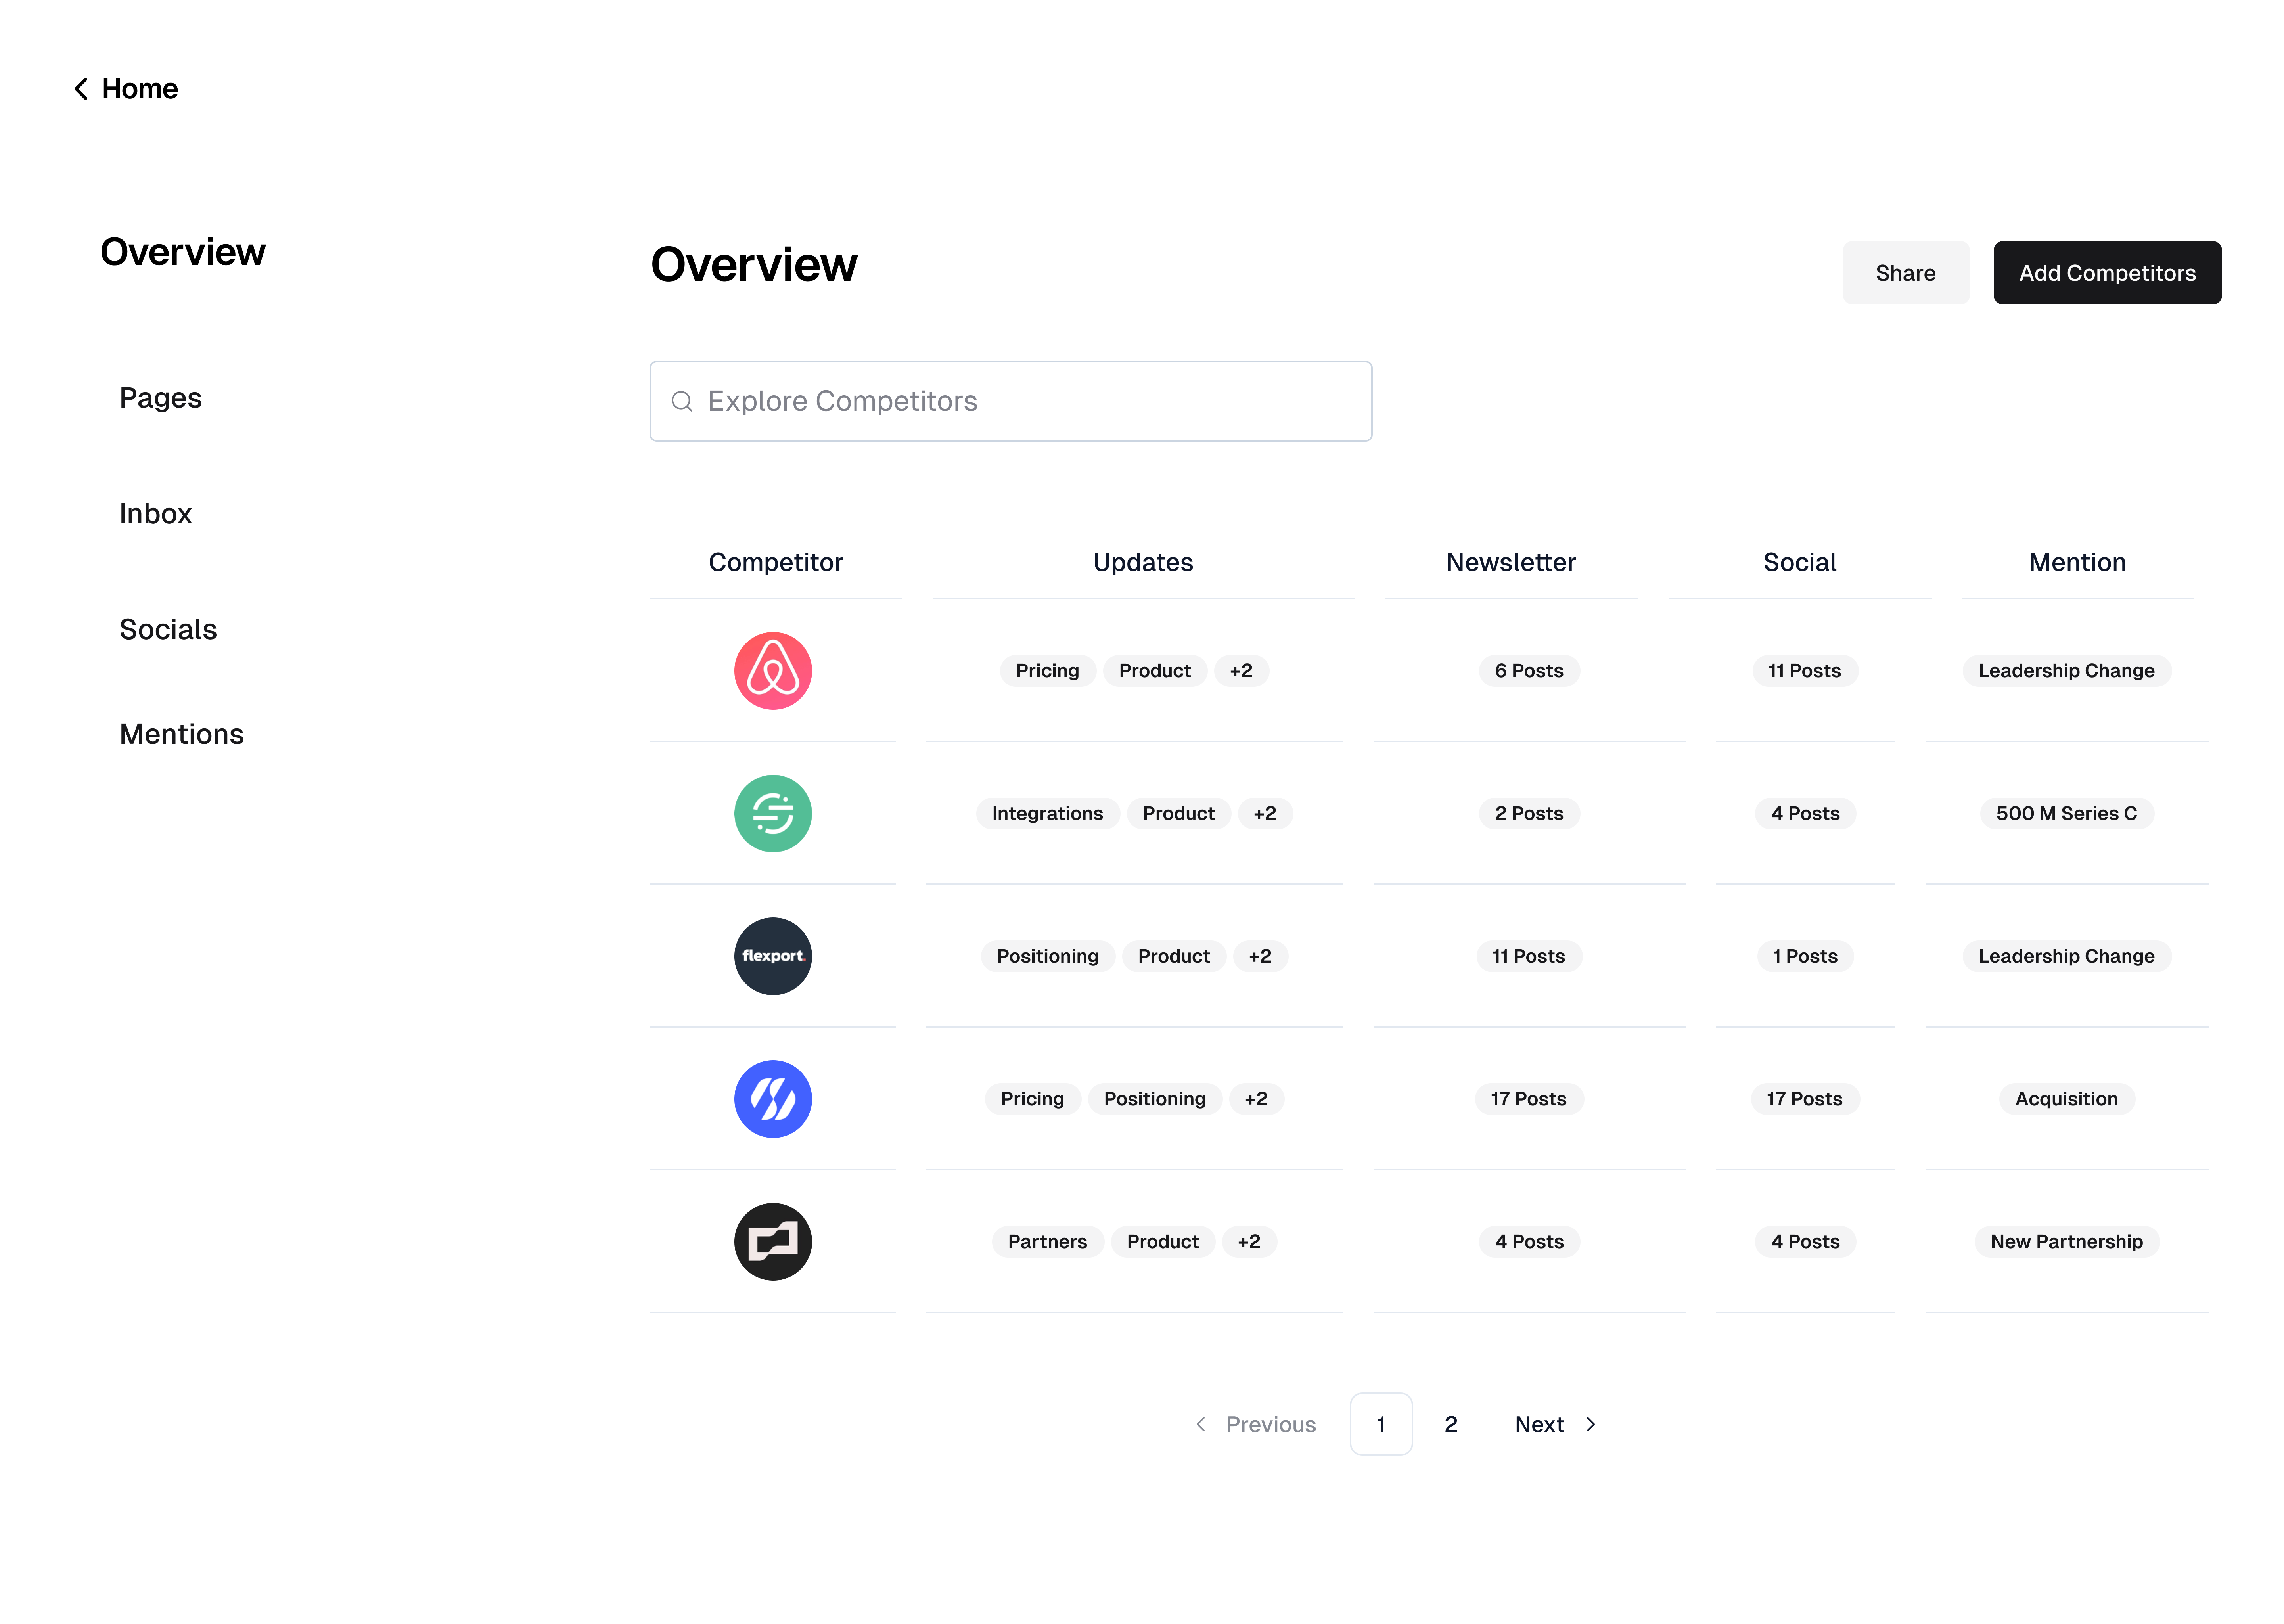 Home
Overview
Pages
Inbox
Socials
Mentions
Overview
Share
Add Competitors
Explore Competitors
Competitor Updates Newsletter Social Mention
Pricing Product +2 6 Posts 11 Posts Leadership Change
Integrations Product +2 2 Posts 4 Posts 500 M Series C
flexport. Positioning Product +2 11 Posts 1 Posts Leadership Change
Pricing Positioning +2 17 Posts 17 Posts Acquisition
Partners Product +2 4 Posts 4 Posts New Partnership
Previous 1 2 Next